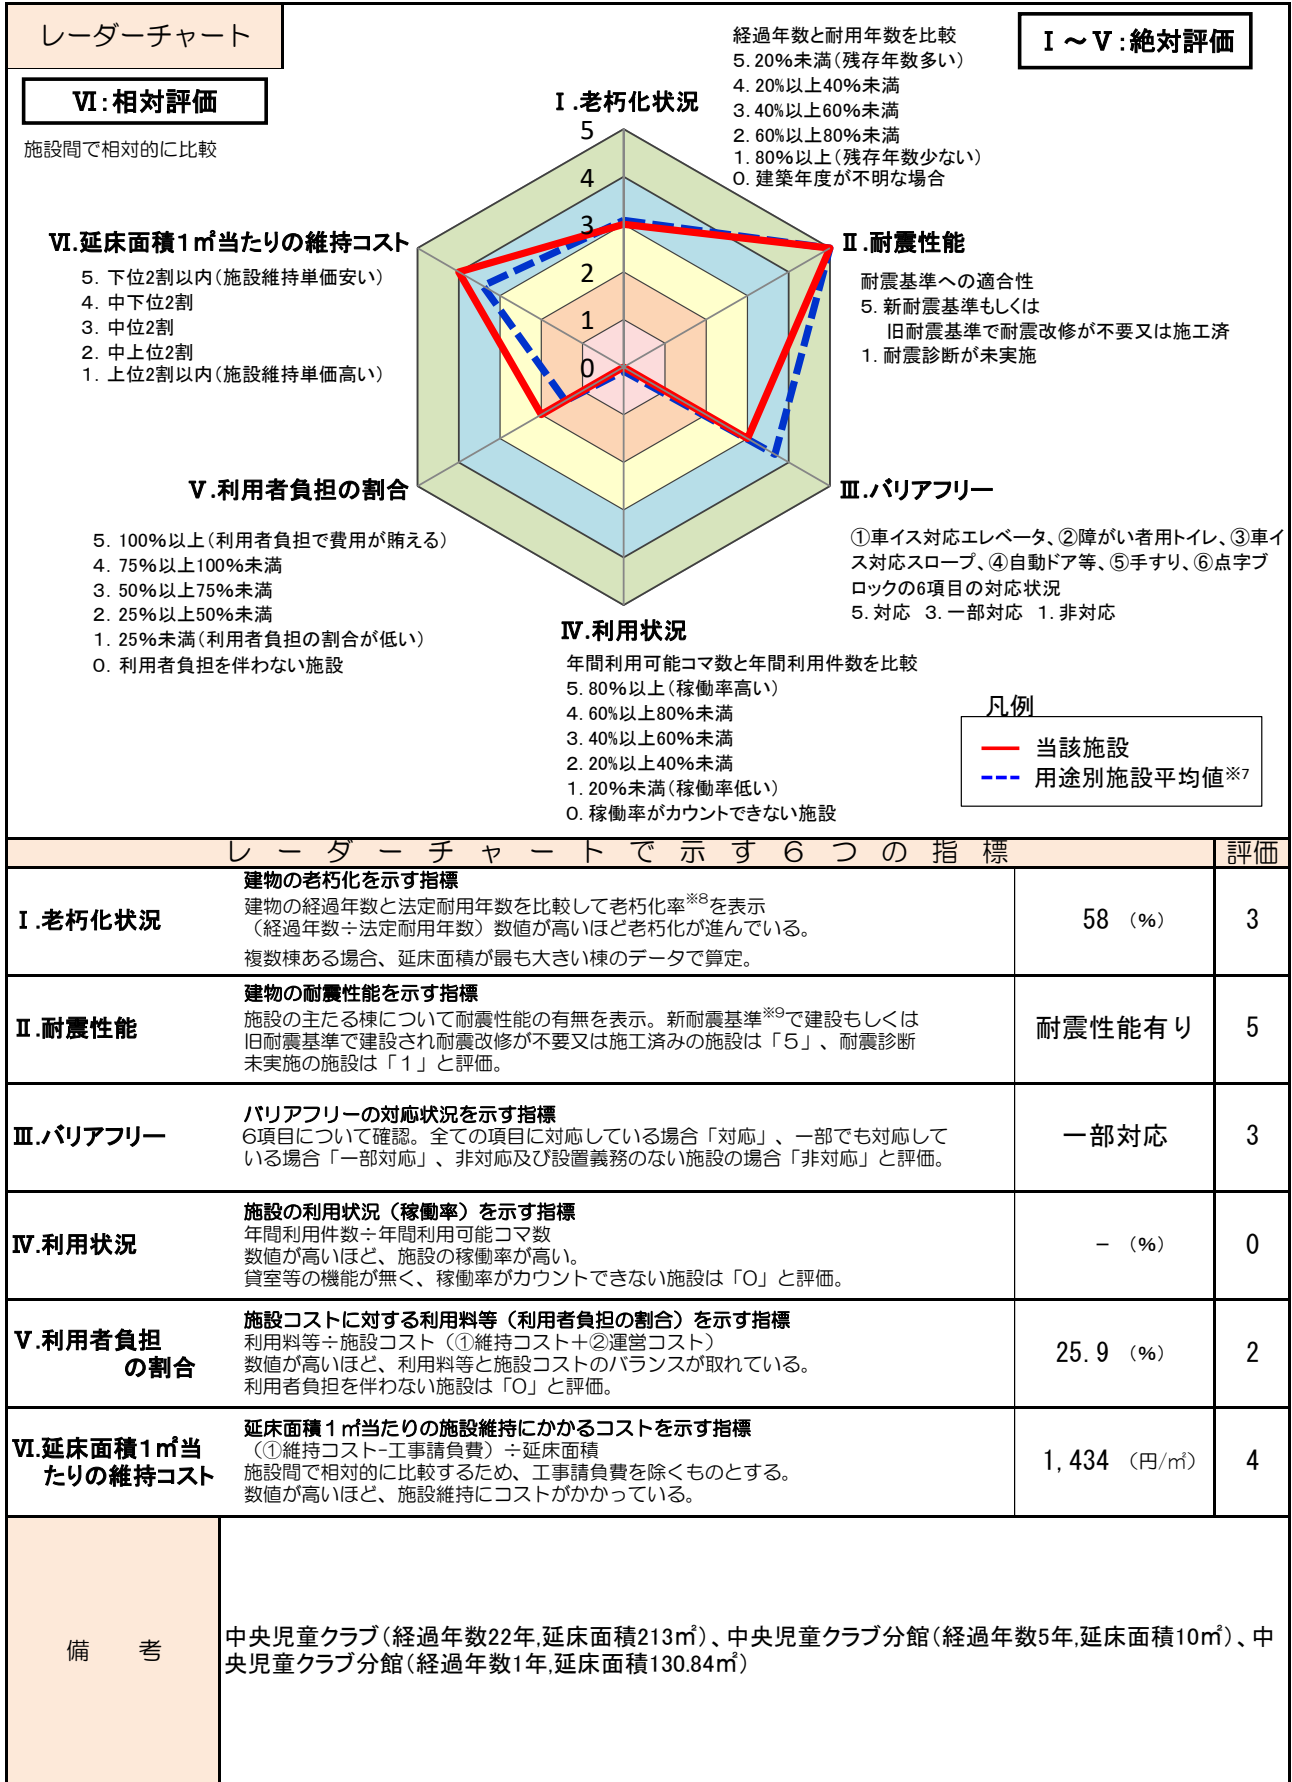 レーダーチャート
Ⅰ～Ⅴ:絶対評価
Ⅵ:相対評価
施設間で相対的に比較
経過年数と耐用年数を比較
5. 20%未満(残存年数多い)
4. 20%以上40%未満
3. 40%以上60%未満
2. 60%以上80%未満
1. 80%以上(残存年数少ない)
0. 建築年度が不明な場合
Ⅰ.老朽化状況
5
4
3
2
1
0
Ⅵ.延床面積1㎡当たりの維持コスト
5. 下位2割以内(施設維持単価安い)
4. 中下位2割
3. 中位2割
2. 中上位2割
1. 上位2割以内(施設維持単価高い)
Ⅱ.耐震性能
耐震基準への適合性
5. 新耐震基準もしくは
旧耐震基準で耐震改修が不要又は施工済
1. 耐震診断が未実施
Ⅴ.利用者負担の割合
5. 100%以上(利用者負担で費用が賄える)
4. 75%以上100%未満
3. 50%以上75%未満
2. 25%以上50%未満
1. 25%未満(利用者負担の割合が低い)
0. 利用者負担を伴わない施設
Ⅲ.バリアフリー
①車イス対応エレベータ、②障がい者用トイレ、③車イ
ス対応スロープ、④自動ドア等、⑤手すり、⑥点字ブ
ロックの6項目の対応状況
5. 対応 3. 一部対応 1. 非対応
Ⅳ.利用状況
年間利用可能コマ数と年間利用件数を比較
5. 80%以上(稼働率高い)
4. 60%以上80%未満
3. 40%以上60%未満
2. 20%以上40%未満
1. 20%未満(稼働率低い)
0. 稼働率がカウントできない施設
凡例
当該施設
用途別施設平均値※7
レーダーチャートで示す6つの指標 評価
Ⅰ.老朽化状況
建物の老朽化を示す指標
建物の経過年数と法定耐用年数を比較して老朽化率※8を表示
(経過年数÷法定耐用年数)数値が高いほど老朽化が進んでいる。
複数棟ある場合、延床面積が最も大きい棟のデータで算定。
58 (%) 3
Ⅱ.耐震性能
建物の耐震性能を示す指標
施設の主たる棟について耐震性能の有無を表示。新耐震基準※9で建設もしくは
旧耐震基準で建設され耐震改修が不要又は施工済みの施設は「5」、耐震診断
未実施の施設は「1」と評価。
耐震性能有り 5
Ⅲ.バリアフリー
バリアフリーの対応状況を示す指標
6項目について確認。全ての項目に対応している場合「対応」、一部でも対応して
いる場合「一部対応」、非対応及び設置義務のない施設の場合「非対応」と評価。
一部対応 3
Ⅳ.利用状況
施設の利用状況(稼働率)を示す指標
年間利用件数÷年間利用可能コマ数
数値が高いほど、施設の稼働率が高い。
貸室等の機能が無く、稼働率がカウントできない施設は「0」と評価。
- (%) 0
Ⅴ.利用者負担
の割合
施設コストに対する利用料等(利用者負担の割合)を示す指標
利用料等÷施設コスト(①維持コスト+②運営コスト)
数値が高いほど、利用料等と施設コストのバランスが取れている。
利用者負担を伴わない施設は「0」と評価。
25.9 (%) 2
Ⅵ.延床面積1㎡当
たりの維持コスト
延床面積1㎡当たりの施設維持にかかるコストを示す指標
(①維持コスト-工事請負費)÷延床面積
施設間で相対的に比較するため、工事請負費を除くものとする。
数値が高いほど、施設維持にコストがかかっている。
1,434 (円/㎡) 4
備考
中央児童クラブ(経過年数22年,延床面積213㎡)、中央児童クラブ分館(経過年数5年,延床面積10㎡)、中
央児童クラブ分館(経過年数1年,延床面積130.84㎡)